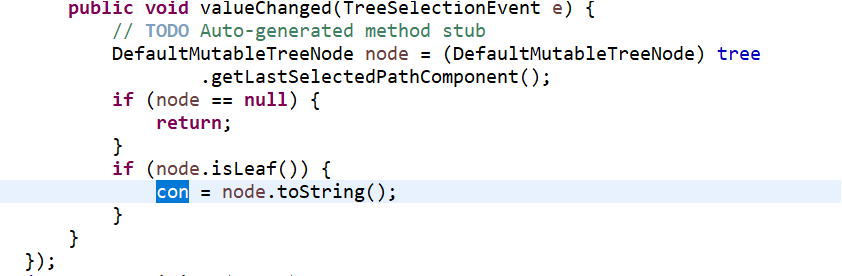 public void valueChanged(TreeSelectionEvent e) {
// TODO Auto-generated method stub
DefaultMutableTreeNode node = (DefaultMutableTreeNode) tree
.getLastSelectedPathComponent();
if (node == null) {
return;
}
if (node.isLeaf()) {
con = node.toString();
}
}
});